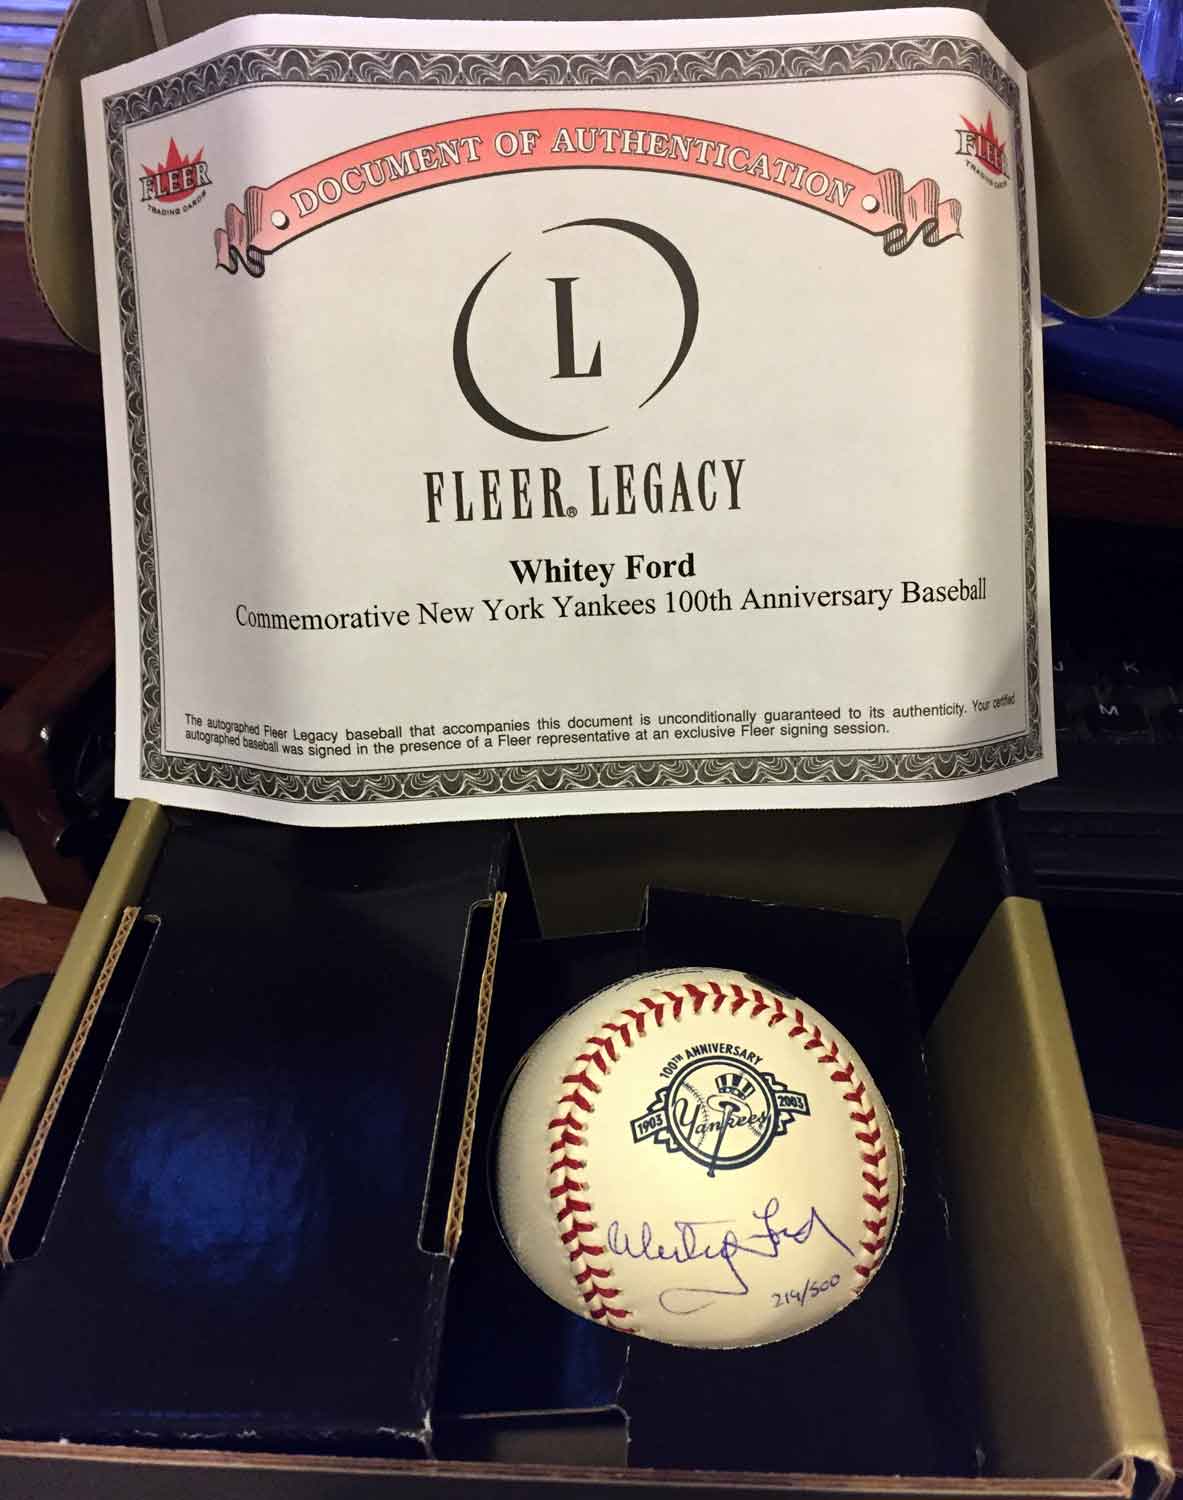 DOCUMENT OF AUTHENTICATION
FLEER
TRADING CARDS
FLEER
TRADING CARDS
L
FLEER® LEGACY
Whitey Ford
Commemorative New York Yankees 100th Anniversary Baseball
The autographed Fleer Legacy baseball that accompanies this document is unconditionally guaranteed to its authenticity. Your certified
autographed baseball was signed in the presence of a Fleer representative at an exclusive Fleer signing session.
K
M
100TH ANNIVERSARY
1903 Yankees 2003
Whitey Ford
219/500